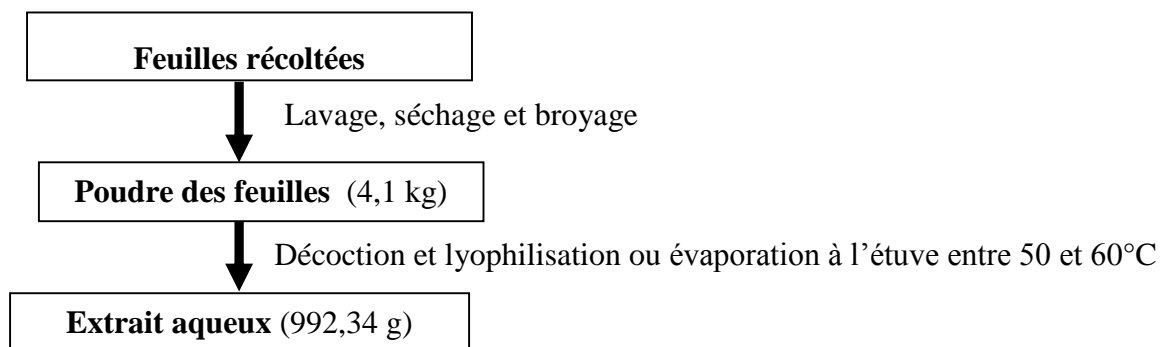 Feuilles récoltées
Lavage, séchage et broyage
Poudre des feuilles (4,1 kg)
Décoction et lyophilisation ou évaporation à l’étuve entre 50 et 60°C
Extrait aqueux (992,34 g)